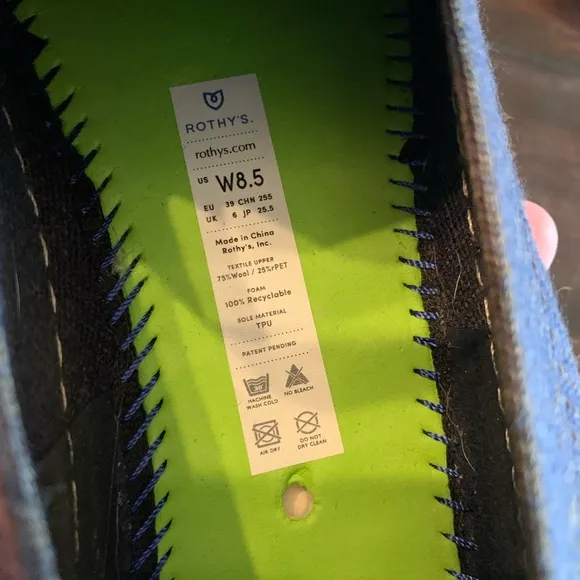 ROTHY'S.
rothys.com
US W8.5
EU 39 CHN 255
UK 6 JP 25.5
Made in China
Rothy's, Inc.
TEXTILE UPPER
75%Wool / 25%rPET
FOAM
100% Recyclable
SOLE MATERIAL
TPU
PATENT PENDING
MACHINE WASH COLD
NO BLEACH
AIR DRY
DO NOT DRY CLEAN